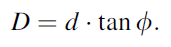 D = d · tan ϕ.